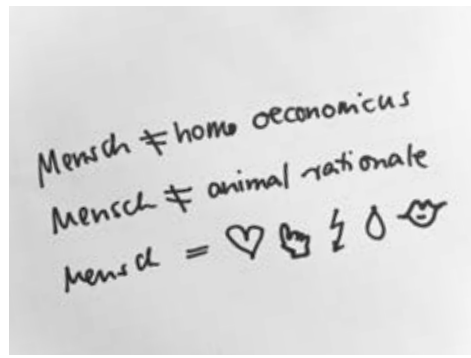 Mensch ≠ homo oeconomicus
Mensch ≠ animal rationale
Mensch =